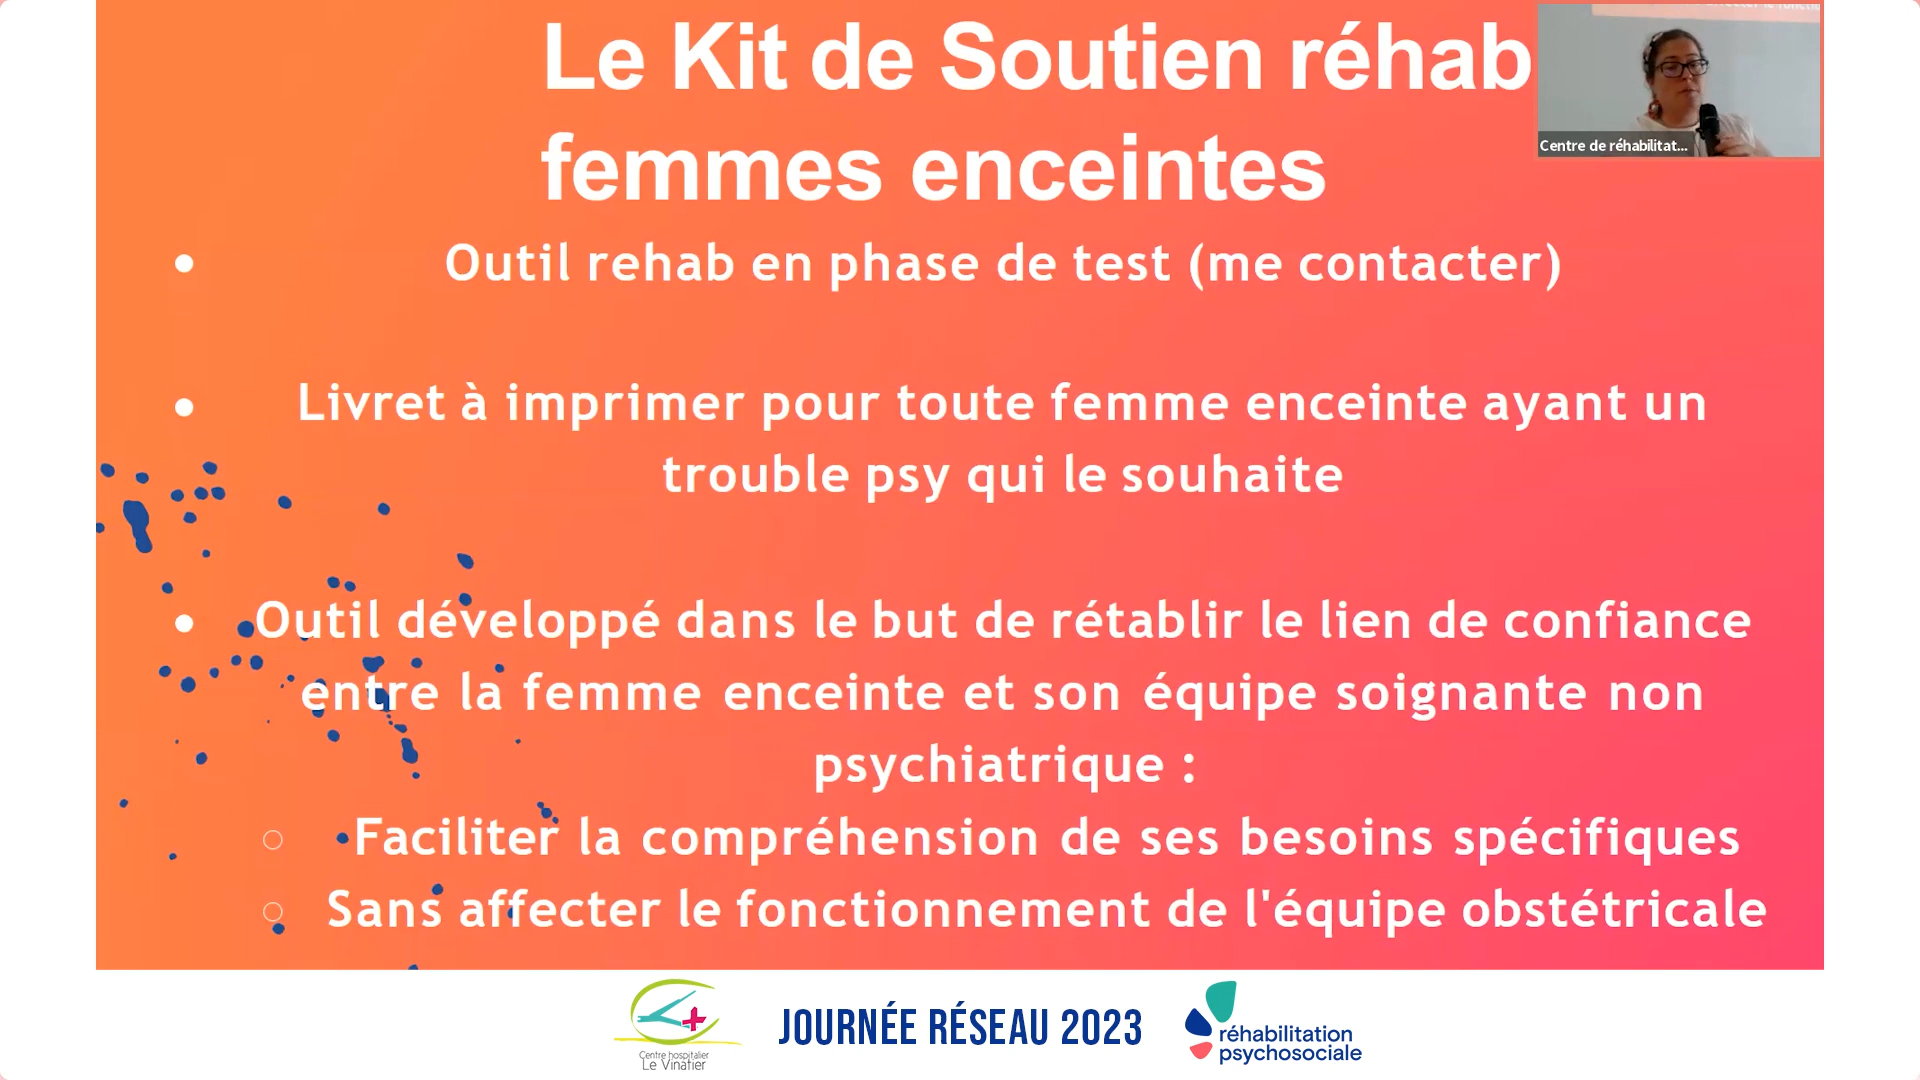 Le Kit de Soutien réhab
femmes enceintes
Centre de réhabilitat...
• Outil rehab en phase de test (me contacter)
• Livret à imprimer pour toute femme enceinte ayant un
trouble psy qui le souhaite
• Outil développé dans le but de rétablir le lien de confiance
entre la femme enceinte et son équipe soignante non
psychiatrique :
○ Faciliter la compréhension de ses besoins spécifiques
○ Sans affecter le fonctionnement de l'équipe obstétricale
Centre hospitalier
Le Vinatier
JOURNÉE RÉSEAU 2023
réhabilitation
psychosociale